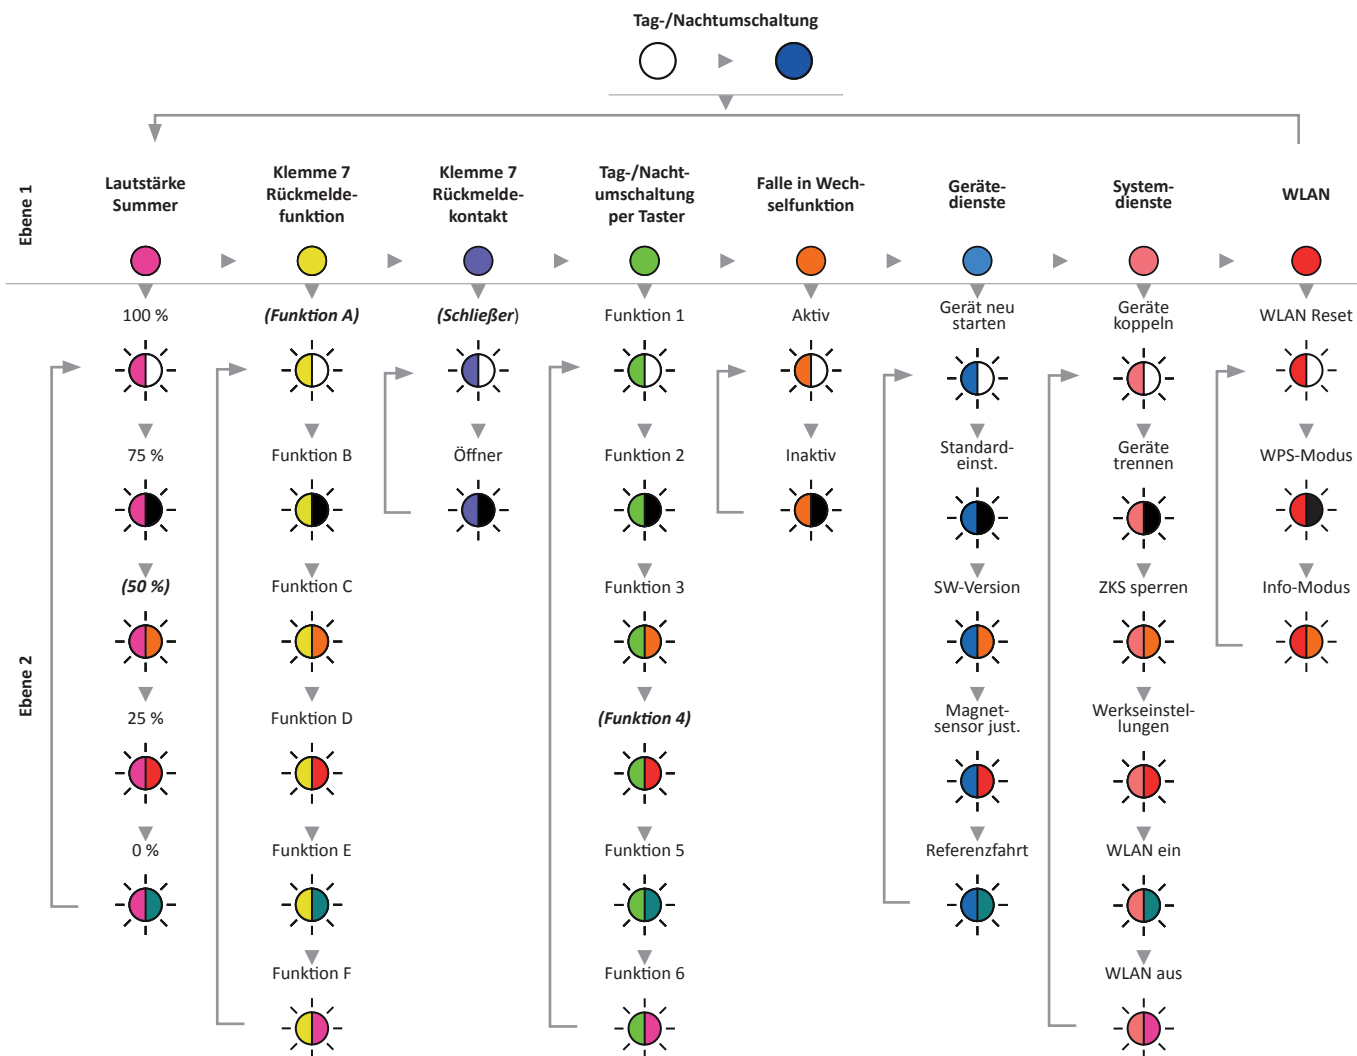 Tag-/Nachtumschaltung
Ebene 1
Lautstärke
Summer
Klemme 7
Rückmelde-
funktion
Klemme 7
Rückmelde-
kontakt
Tag-/Nacht-
umschaltung
per Taster
Falle in Wech-
selfunktion
Geräte-
dienste
System-
dienste
WLAN
Ebene 2
100 %
75 %
(50 %)
25 %
0 %
(Funktion A)
Funktion B
Funktion C
Funktion D
Funktion E
Funktion F
(Schließer)
Öffner
Funktion 1
Funktion 2
Funktion 3
(Funktion 4)
Funktion 5
Funktion 6
Aktiv
Inaktiv
Gerät neu
starten
Standard-
einst.
SW-Version
Magnet-
sensor just.
Referenzfahrt
Geräte
koppeln
Geräte
trennen
ZKS sperren
Werkseinstel-
lungen
WLAN ein
WLAN aus
WLAN Reset
WPS-Modus
Info-Modus